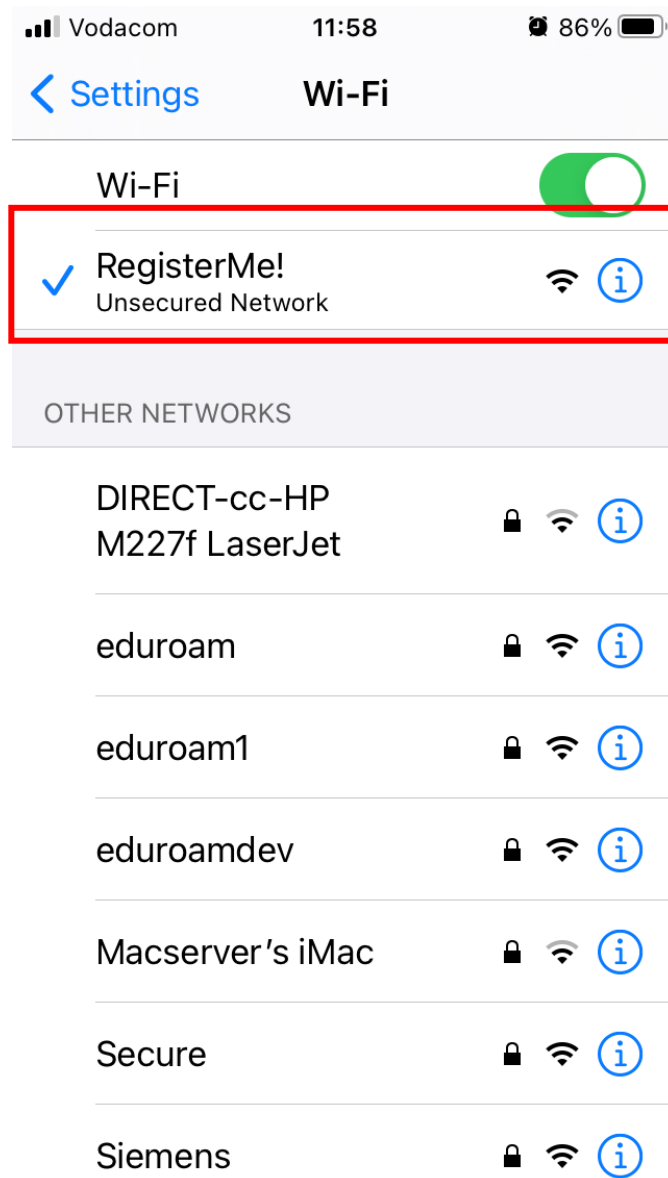 Vodacom 11:58 86%
Settings Wi-Fi
Wi-Fi
RegisterMe!
Unsecured Network
OTHER NETWORKS
DIRECT-cc-HP
M227f LaserJet
eduroam
eduroam1
eduroamdev
Macserver's iMac
Secure
Siemens